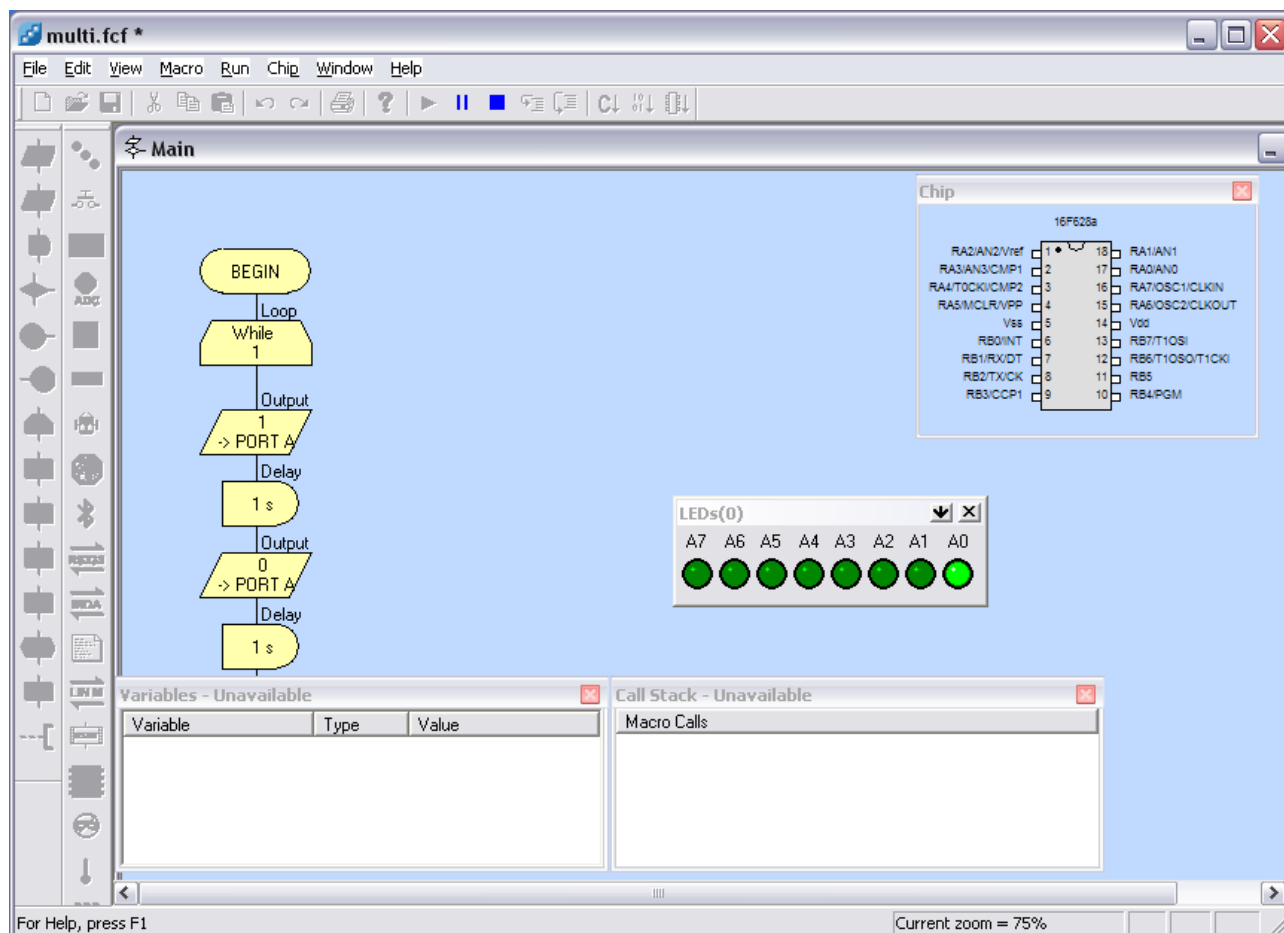 multi.fcf *
File Edit View Macro Run Chip Window Help
Main
BEGIN
Loop
While
1
Output
1
-> PORT A
Delay
1 s
Output
0
-> PORT A
Delay
1 s
Chip
16F628a
RA2/AN2/Vref 1 18 RA1/AN1
RA3/AN3/CMP1 2 17 RA0/AN0
RA4/T0CKI/CMP2 3 16 RA7/OSC1/CLKIN
RA5/MCLR/VPP 4 15 RA6/OSC2/CLKOUT
Vss 5 14 Vdd
RB0/INT 6 13 RB7/T1OSI
RB1/RX/DT 7 12 RB6/T1OSO/T1CKI
RB2/TX/CK 8 11 RB5
RB3/CCP1 9 10 RB4/PGM
LEDs(0)
A7 A6 A5 A4 A3 A2 A1 A0
ADC
RS232
IRDA
LIN M
Variables - Unavailable
Variable Type Value
Call Stack - Unavailable
Macro Calls
For Help, press F1
Current zoom = 75%